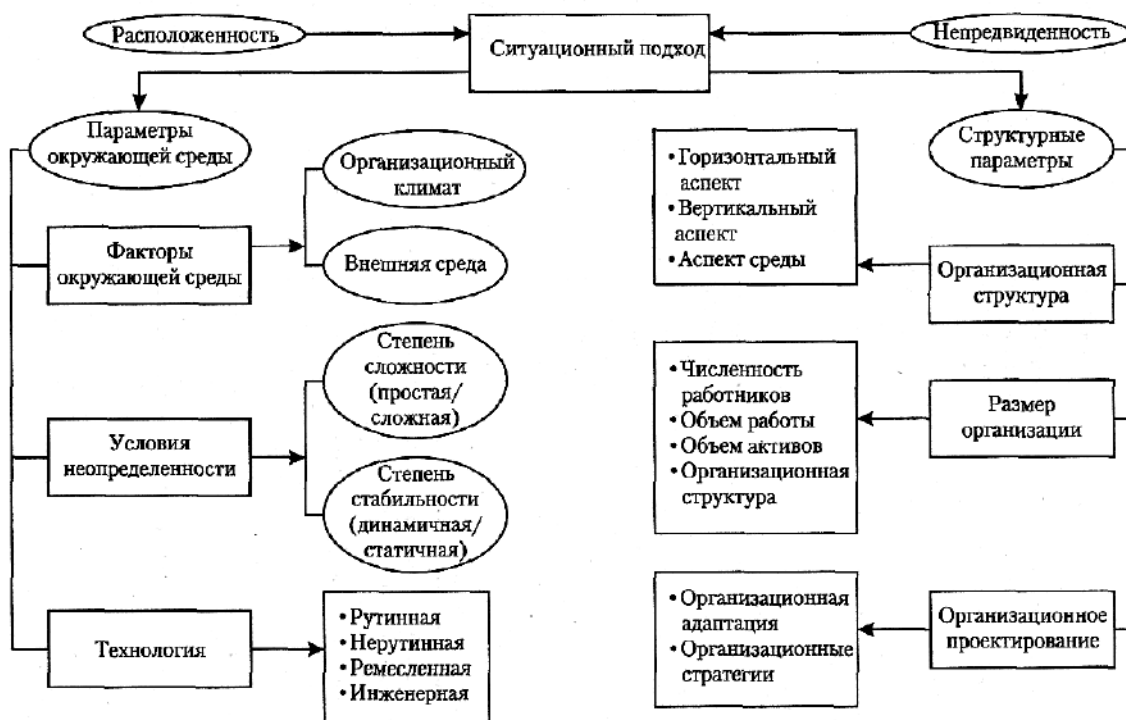 Расположенность
Ситуационный подход
Непредвиденность
Параметры
окружающей среды
Организационный
климат
Факторы
окружающей среды
Внешняя среда
Степень
сложности
(простая/
сложная)
Условия
неопределенности
Степень
стабильности
(динамичная/
статичная)
Технология
• Рутинная
• Нерутинная
• Ремесленная
• Инженерная
Структурные
параметры
• Горизонтальный
аспект
• Вертикальный
аспект
• Аспект среды
Организационная
структура
• Численность
работников
• Объем работы
• Объем активов
• Организационная
структура
Размер
организации
• Организационная
адаптация
• Организационные
стратегии
Организационное
проектирование